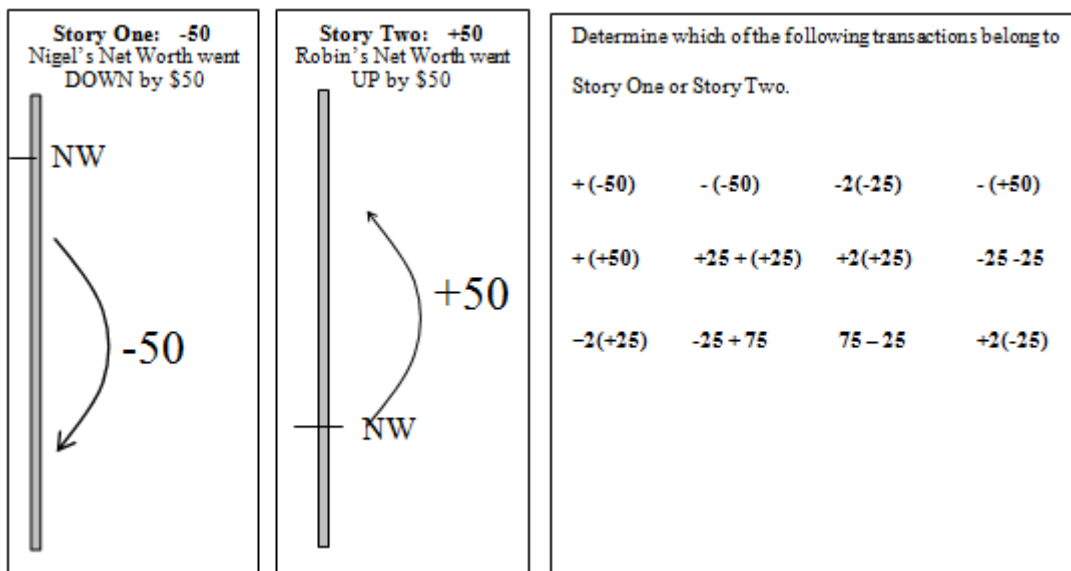 Story One: -50
Nigel's Net Worth went
DOWN by $50
NW
-50
Story Two: +50
Robin's Net Worth went
UP by $50
+50
NW
Determine which of the following transactions belong to
Story One or Story Two.
+ (-50) - (-50) -2(-25) - (+50)
+ (+50) +25 + (+25) +2(+25) -25 -25
–2(+25) -25 + 75 75 – 25 +2(-25)